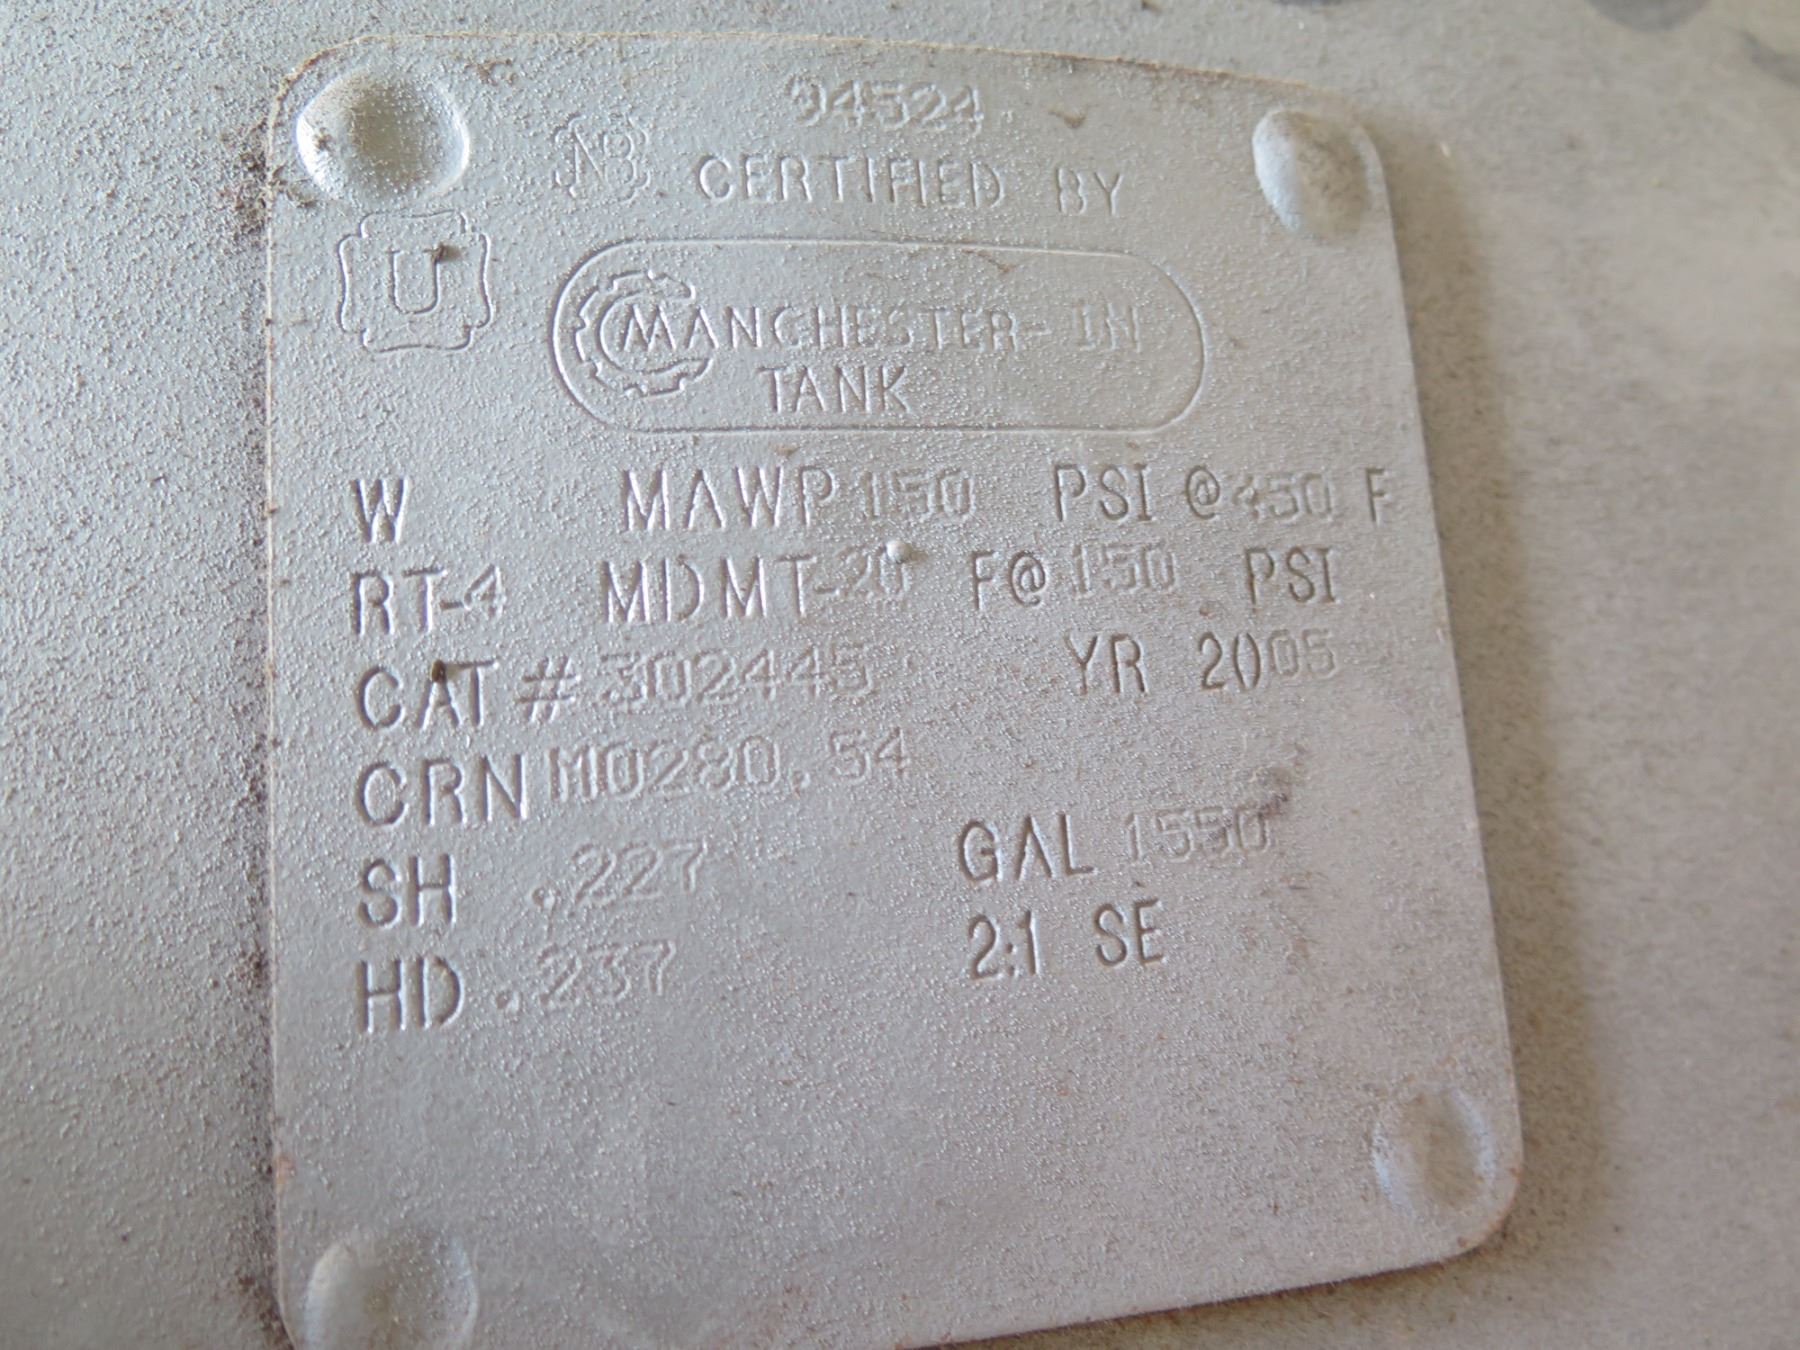 94524
NB CERTIFIED BY
U
MANCHESTER-IN
TANK
W MAWP 150 PSI @ 450 F
RT-4 MDMT -20 F@ 150 PSI
CAT # 302445 YR 2005
CRN M0280.54
SH .227 GAL 1550
HD .237 2:1 SE